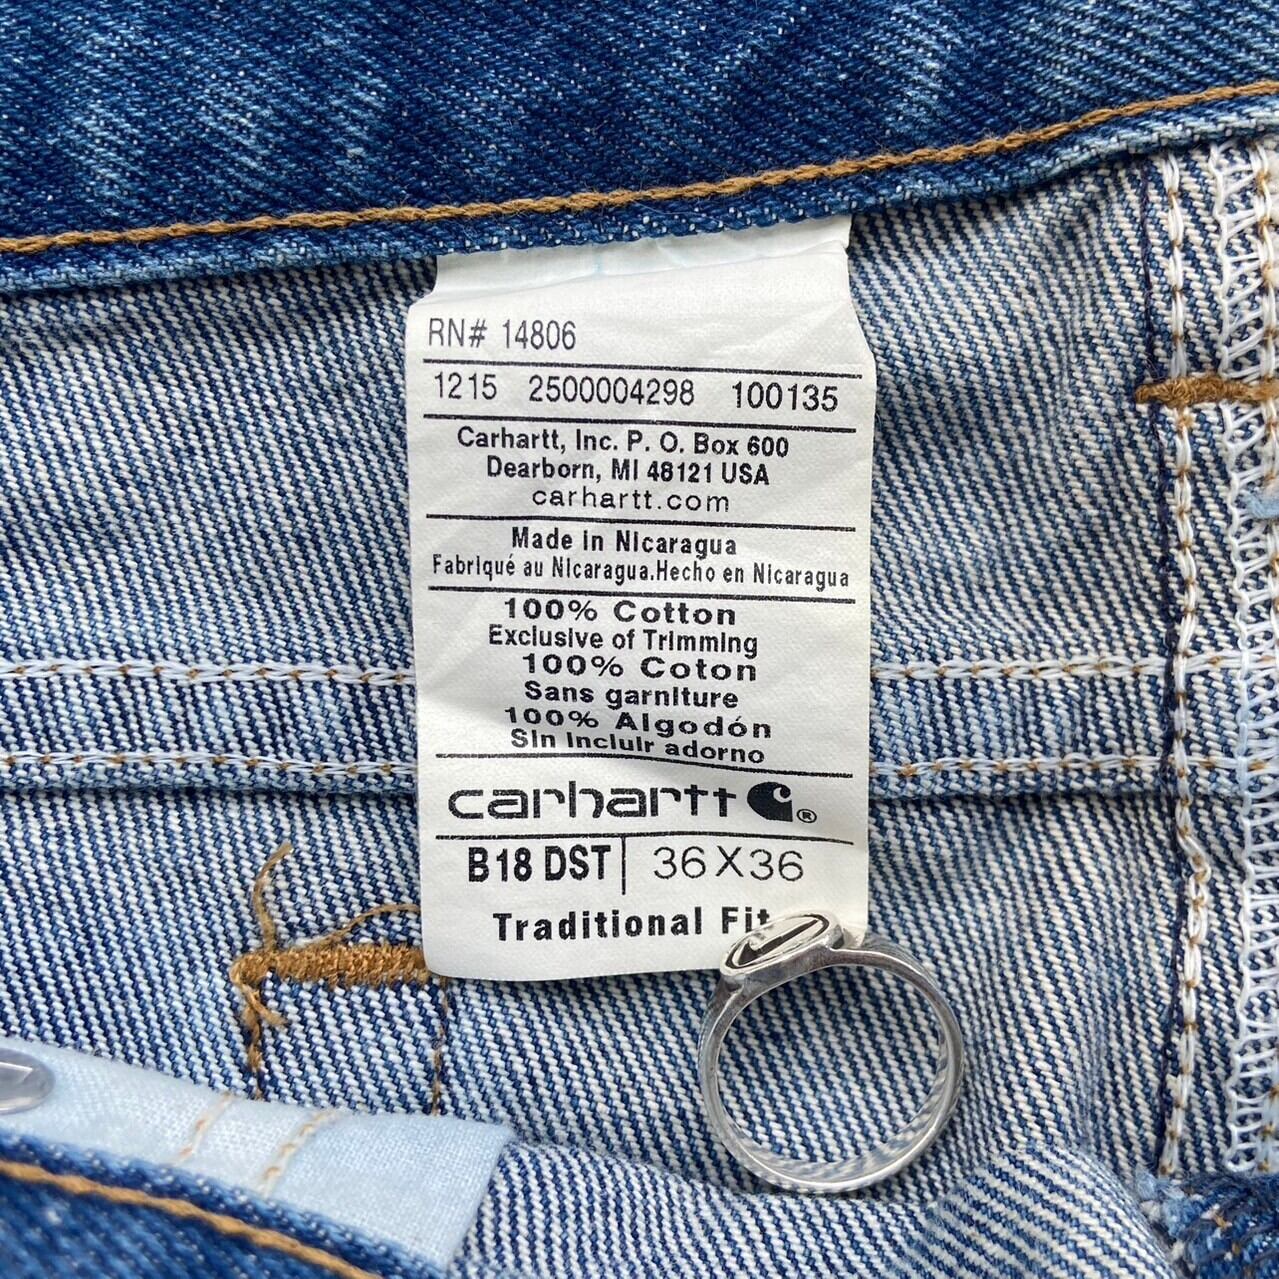 RN# 14806
1215 2500004298 100135
Carhartt, Inc. P. O. Box 600
Dearborn, MI 48121 USA
carhartt.com
Made in Nicaragua
Fabriqué au Nicaragua.Hecho en Nicaragua
100% Cotton
Exclusive of Trimming
100% Coton
Sans garniture
100% Algodón
Sin incluir adorno
carhartt ®
B18 DST 36X36
Traditional Fit